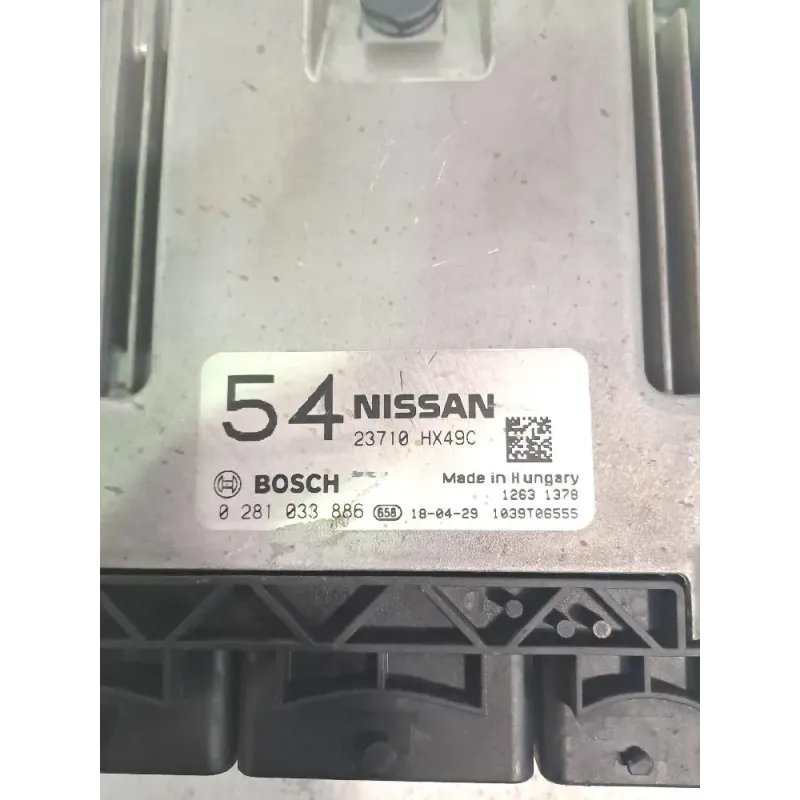 54 NISSAN
23710 HX49C
BOSCH
Made in Hungary
1263 1378
0 281 033 886 658 18-04-29 1039T06555